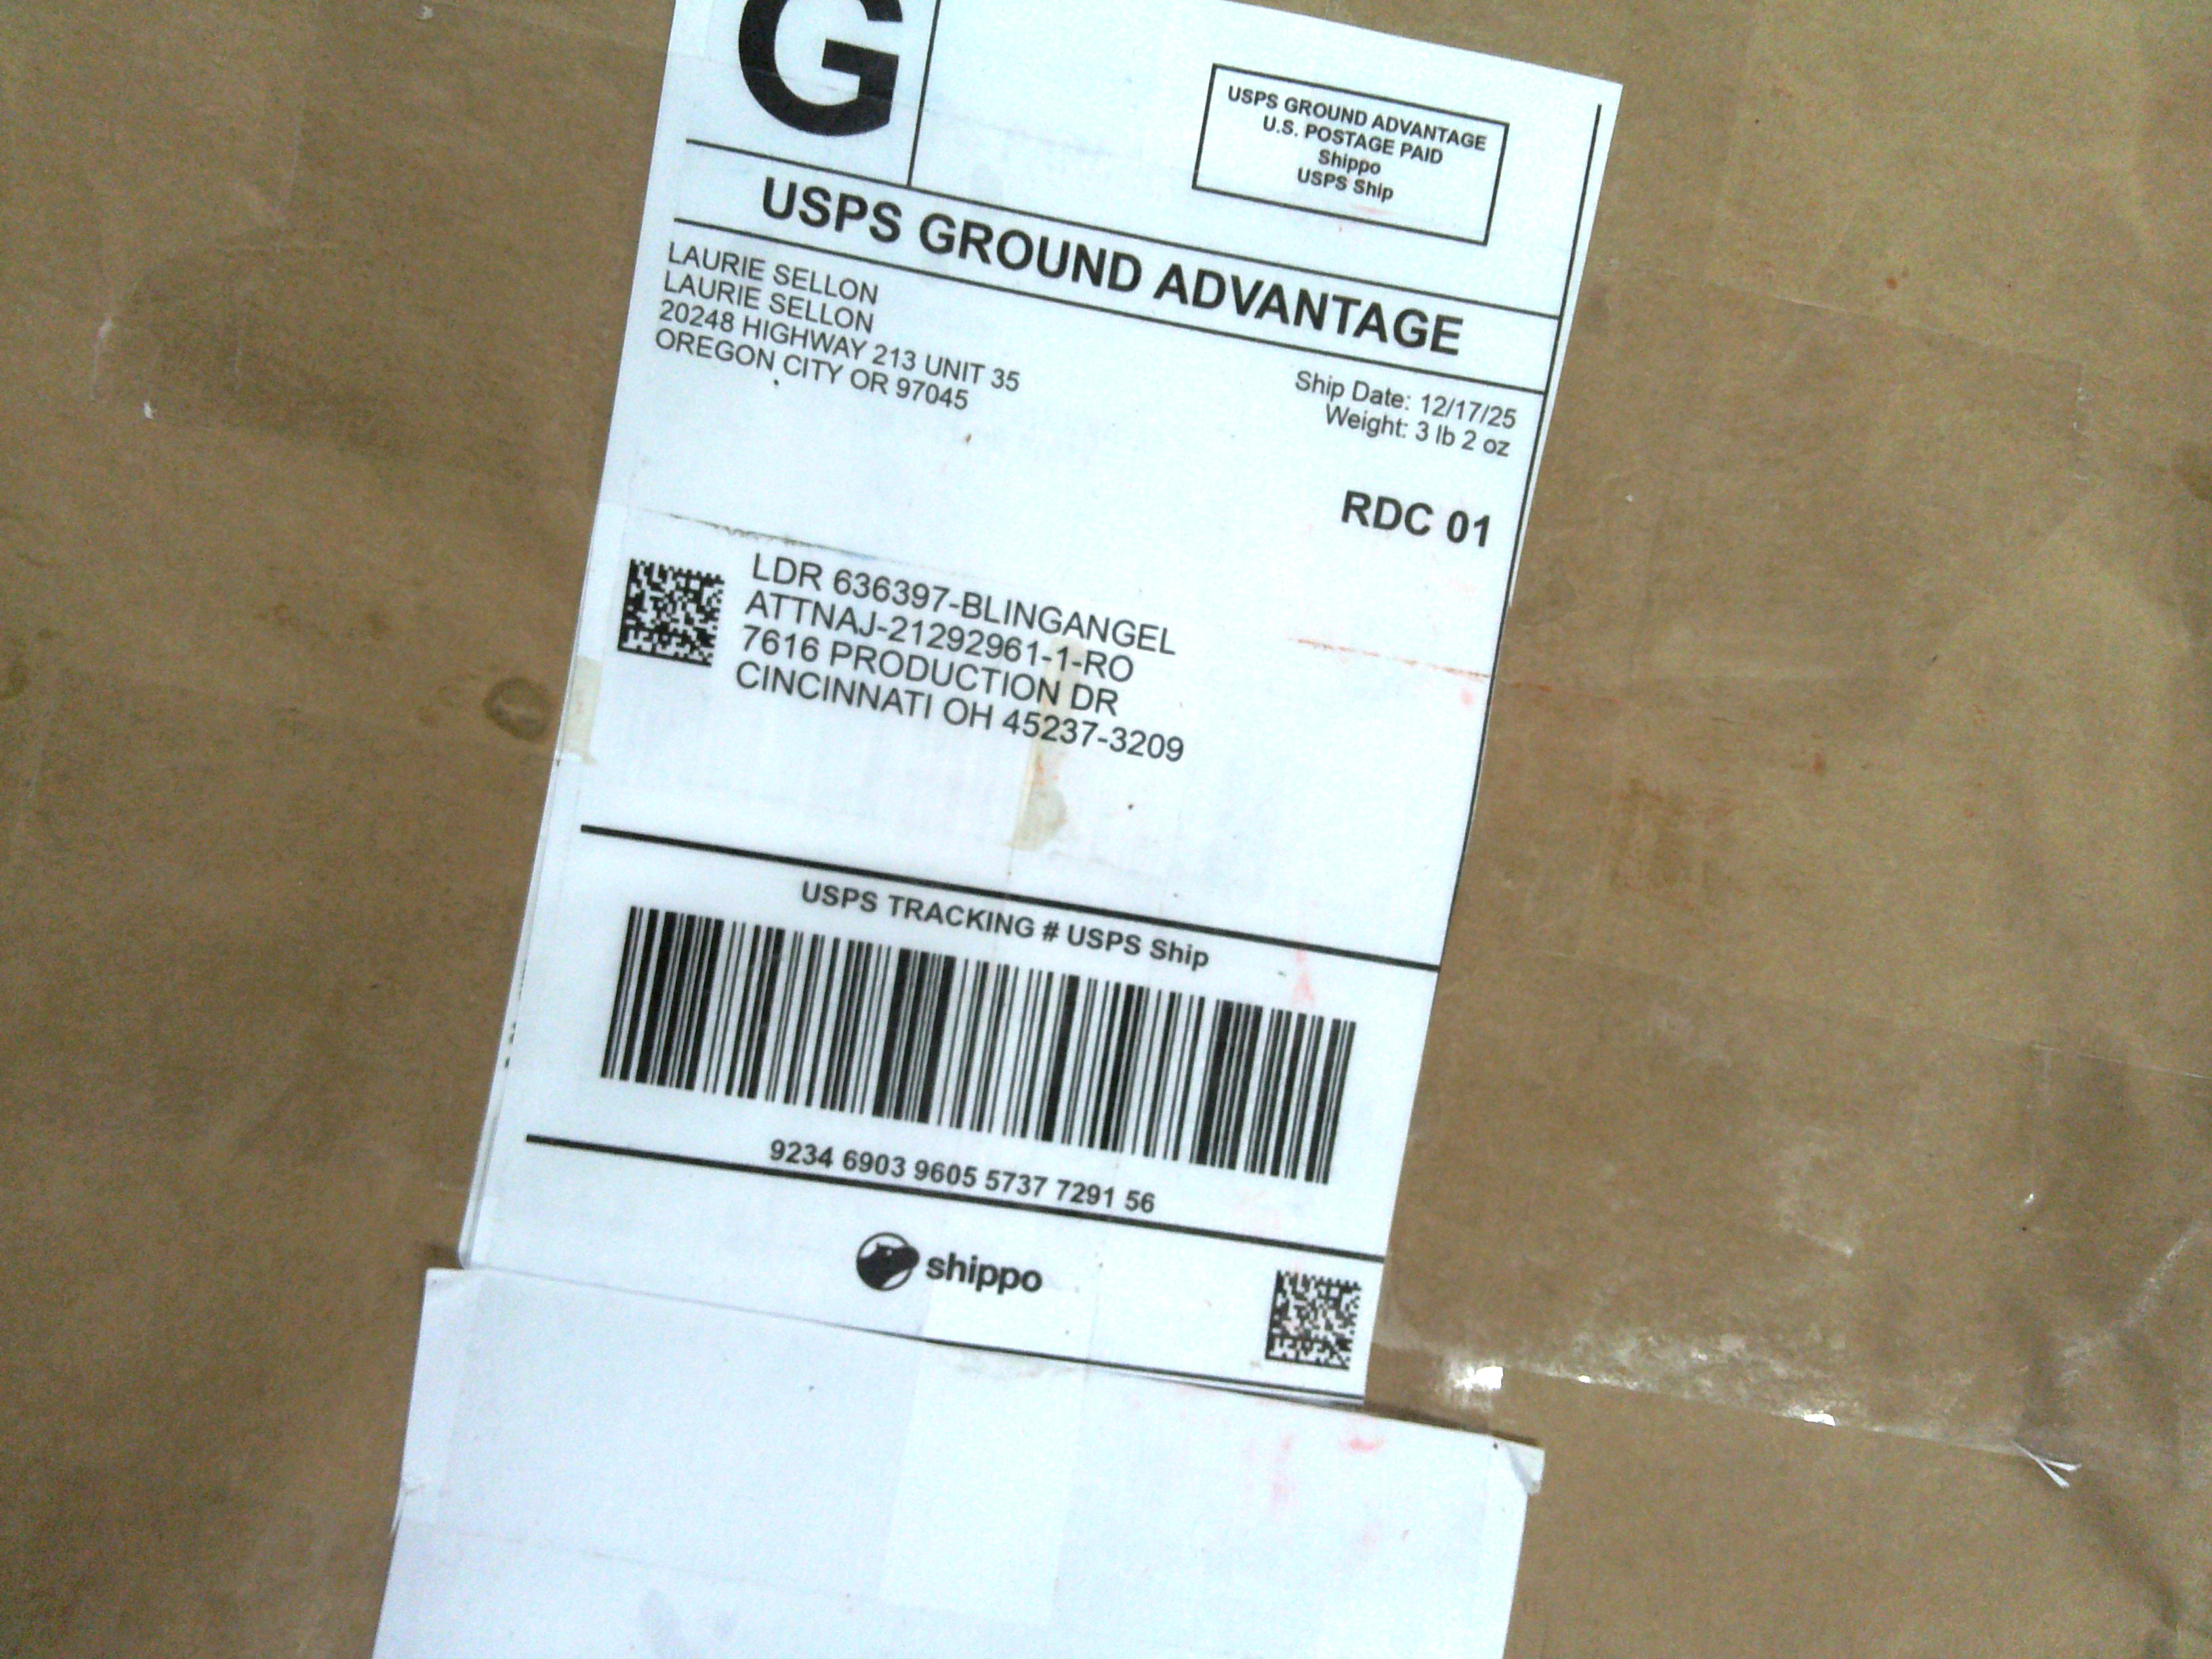 G
USPS GROUND ADVANTAGE
U.S. POSTAGE PAID
Shippo
USPS Ship
USPS GROUND ADVANTAGE
LAURIE SELLON
LAURIE SELLON
20248 HIGHWAY 213 UNIT 35
OREGON CITY OR 97045
Ship Date: 12/17/25
Weight: 3 lb 2 oz
RDC 01
LDR 636397-BLINGANGEL
ATTNAJ-21292961-1-RO
7616 PRODUCTION DR
CINCINNATI OH 45237-3209
USPS TRACKING # USPS Ship
9234 6903 9605 5737 7291 56
shippo